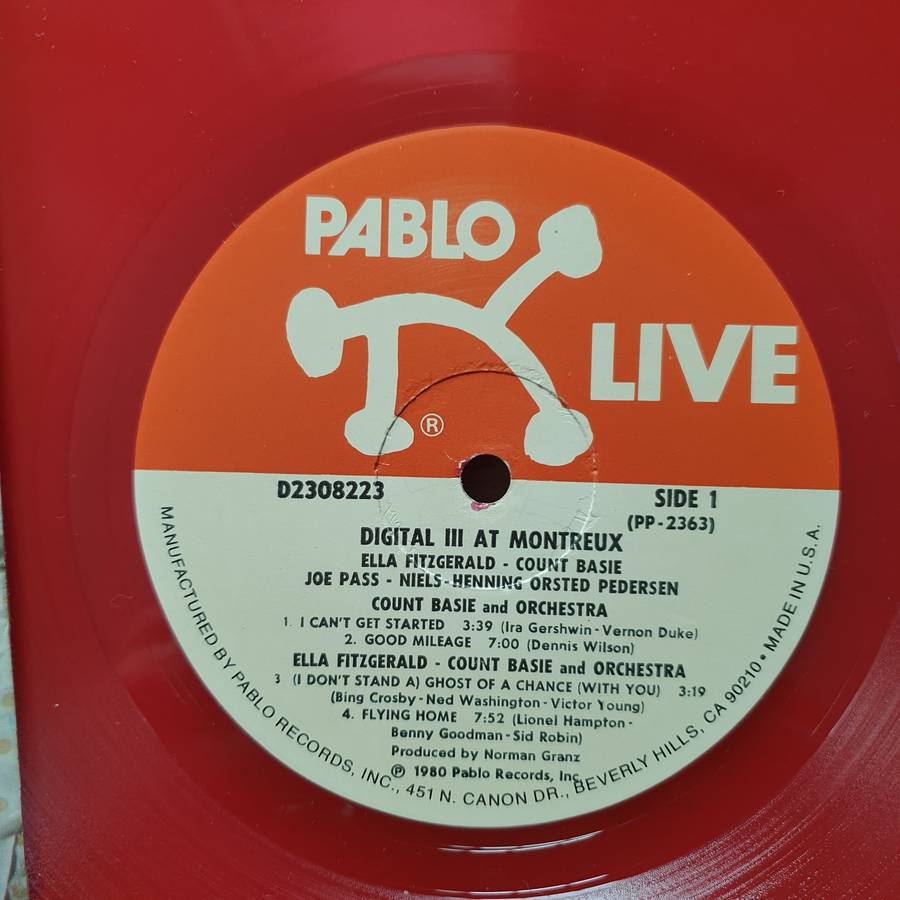 PABLO
LIVE
®
D2308223
SIDE 1
(PP-2363)
DIGITAL III AT MONTREUX
ELLA FITZGERALD - COUNT BASIE
JOE PASS - NIELS-HENNING ORSTED PEDERSEN
COUNT BASIE and ORCHESTRA
1. I CAN'T GET STARTED 3:39 (Ira Gershwin-Vernon Duke)
2. GOOD MILEAGE 7:00 (Dennis Wilson)
ELLA FITZGERALD - COUNT BASIE and ORCHESTRA
3 (I DON'T STAND A) GHOST OF A CHANCE (WITH YOU) 3:19
(Bing Crosby-Ned Washington-Victor Young)
4. FLYING HOME 7:52 (Lionel Hampton-
Benny Goodman-Sid Robin)
Produced by Norman Granz
℗ 1980 Pablo Records, Inc.
MANUFACTURED BY PABLO RECORDS, INC., 451 N. CANON DR., BEVERLY HILLS, CA 90210 • MADE IN U.S.A.